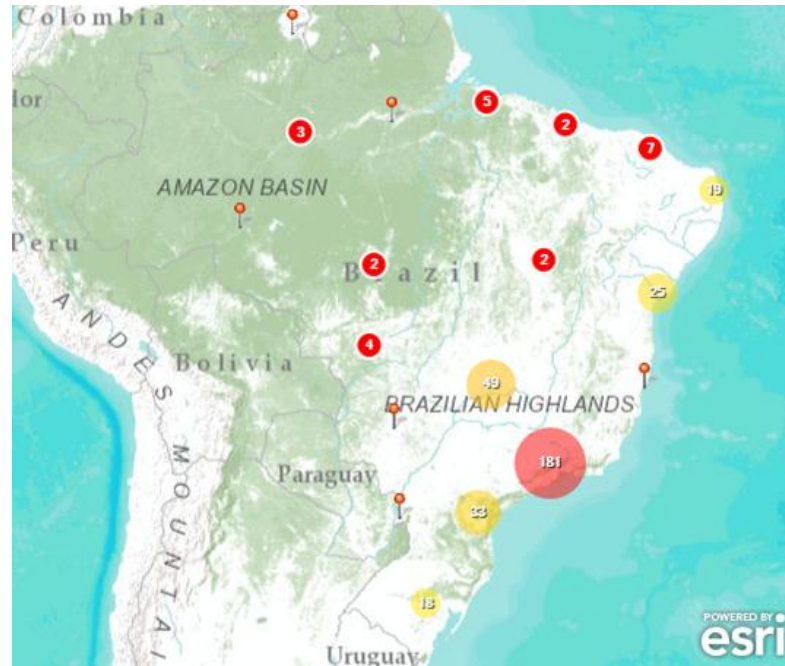 Colombia
dor
5
2
3
7
AMAZON BASIN
19
Peru
2
Brazil
2
25
ANDES MOUNTAI
4
Bolivia
49
BRAZILIAN HIGHLANDS
181
Paraguay
33
18
POWERED BY
esri
Uruguay